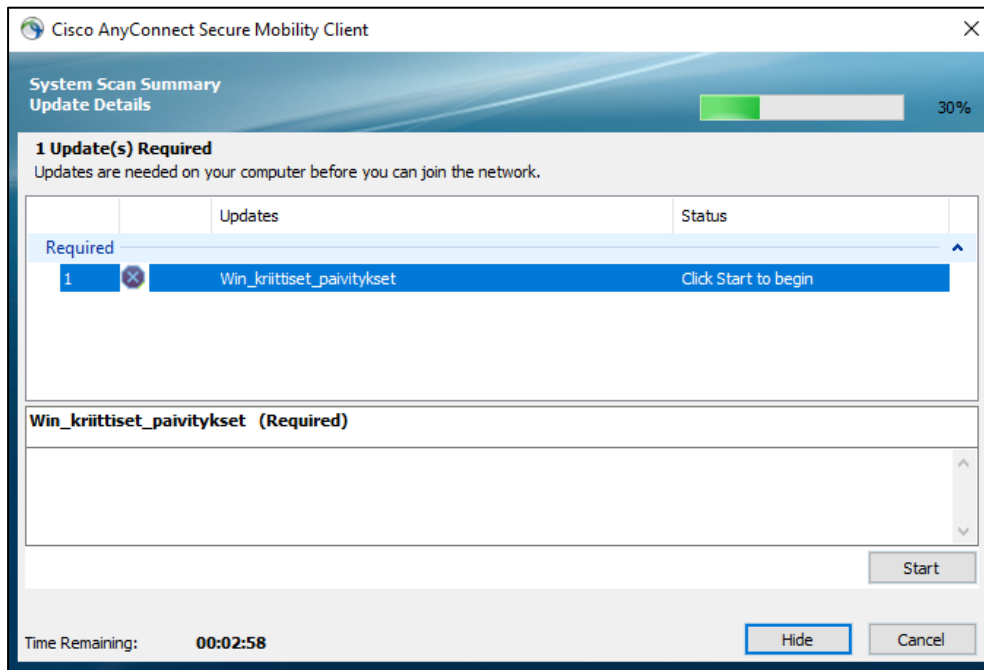 Cisco AnyConnect Secure Mobility Client
System Scan Summary
Update Details
30%
1 Update(s) Required
Updates are needed on your computer before you can join the network.
Updates Status
Required
1 Win_kriittiset_paivitykset Click Start to begin
Win_kriittiset_paivitykset (Required)
Start
Time Remaining: 00:02:58 Hide Cancel